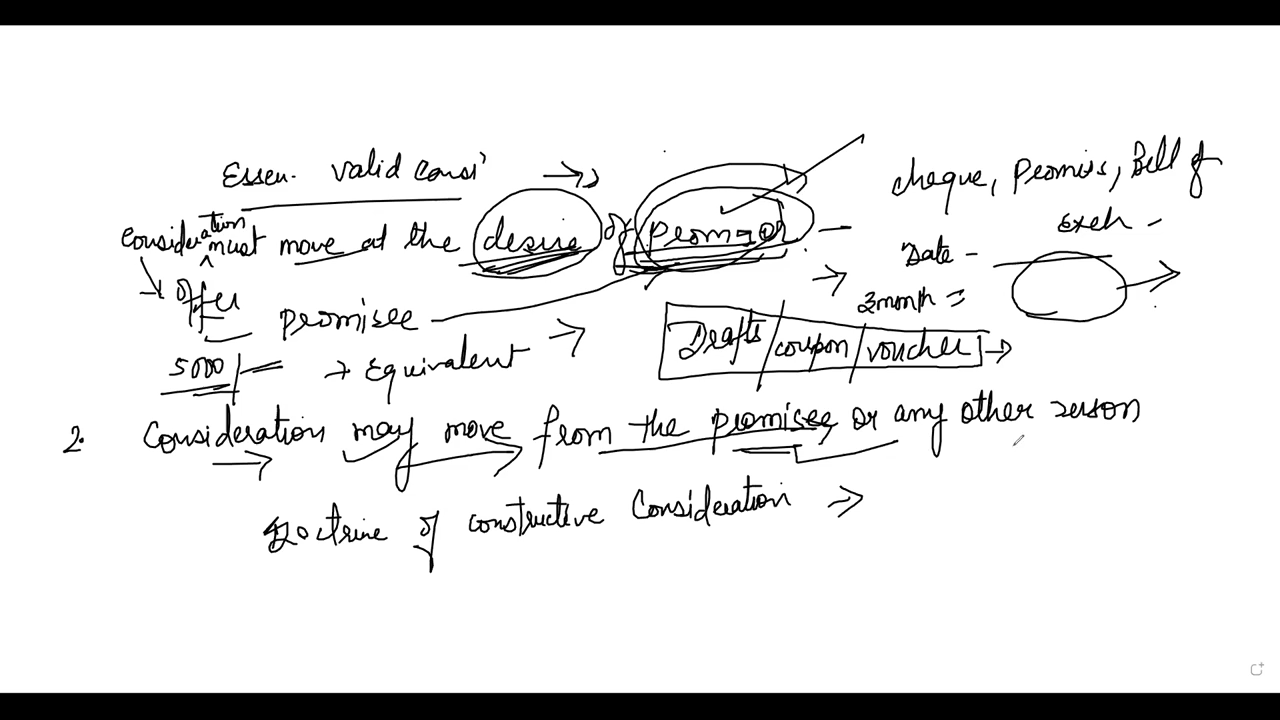 Essen. valid consi'
cheque, Promiss, Bill of
Exch -
Consideration must move at the desire of promisor -
Date -
offer
3 month =
promisee
Drafts/coupon/voucher
5000/- → Equivalent
2. Consideration may move from the promisee, or any other person
Doctrine of constructive Consideration